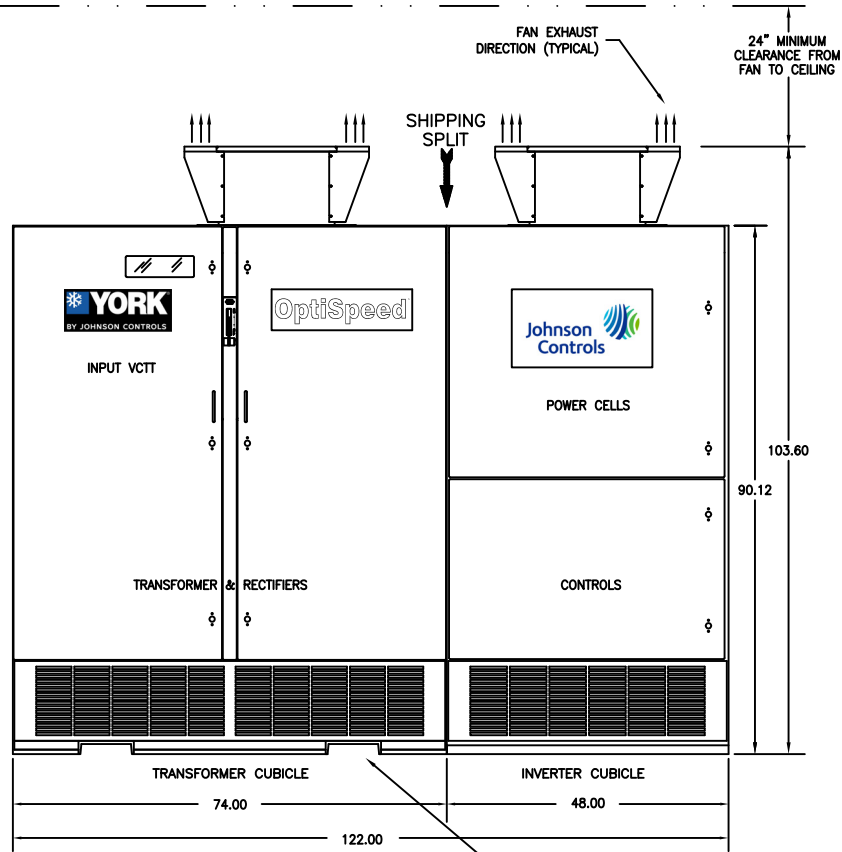 FAN EXHAUST
DIRECTION (TYPICAL)
24" MINIMUM
CLEARANCE FROM
FAN TO CEILING
SHIPPING
SPLIT
YORK
BY JOHNSON CONTROLS
OptiSpeed
Johnson
Controls
INPUT VCTT
POWER CELLS
103.60
90.12
TRANSFORMER & RECTIFIERS
CONTROLS
TRANSFORMER CUBICLE
INVERTER CUBICLE
74.00
48.00
122.00